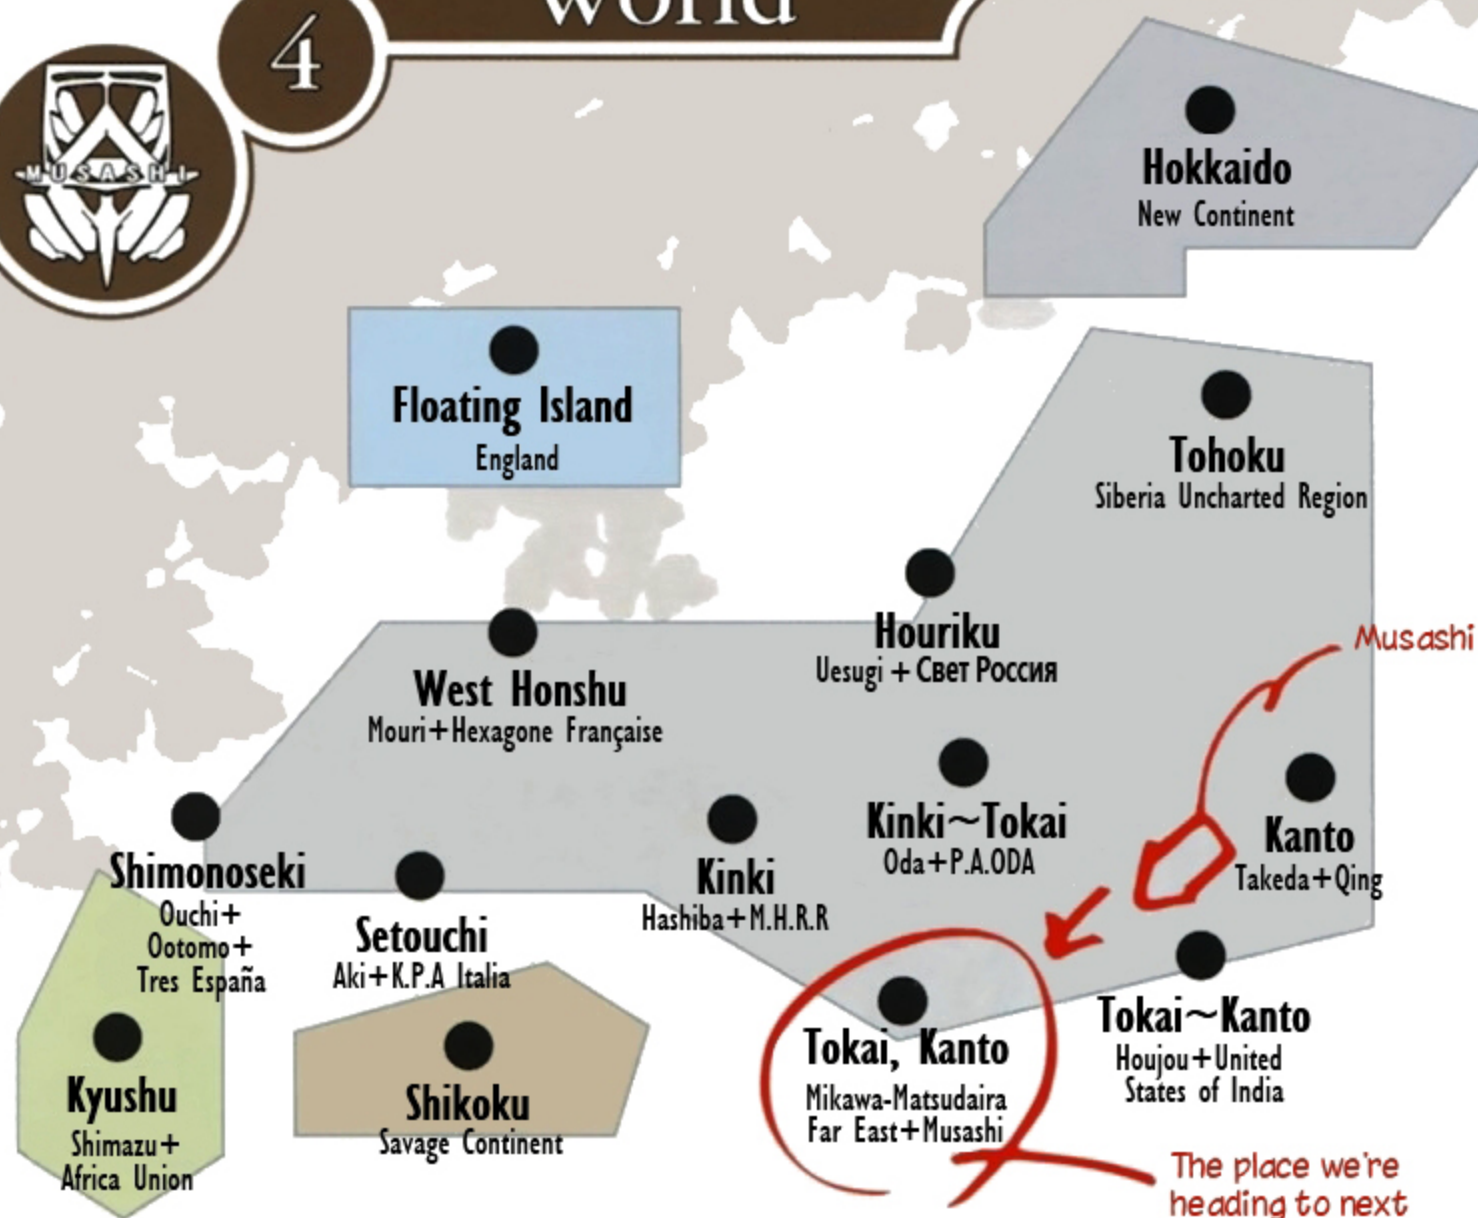 world
4
MUSASHI
Hokkaido
New Continent
Floating Island
England
Tohoku
Siberia Uncharted Region
Houriku
Uesugi + Свет Россия
Musashi
West Honshu
Mouri+Hexagone Française
Kinki~Tokai
Oda+P.A.ODA
Kanto
Takeda+Qing
Shimonoseki
Ouchi+
Ootomo+
Tres España
Setouchi
Aki+K.P.A Italia
Kinki
Hashiba+M.H.R.R
Tokai~Kanto
Houjou+United
States of India
Tokai, Kanto
Mikawa-Matsudaira
Far East+Musashi
Kyushu
Shimazu+
Africa Union
Shikoku
Savage Continent
The place we're
heading to next